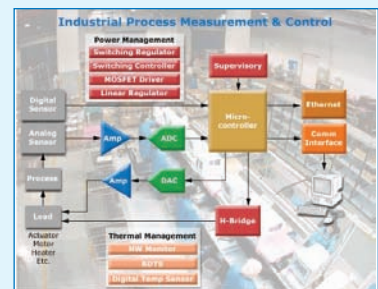 Industrial Process Measurement & Control
Power Management
Switching Regulator
Switching Controller
MOSFET Driver
Linear Regulator
Supervisory
Digital
Sensor
Analog
Sensor
Amp
ADC
Micro-
controller
Ethernet
Comm
Interface
Process
Amp
DAC
Load
H-Bridge
Actuator
Motor
Heater
Etc.
Thermal Management
HW Monitor
ROTS
Digital Temp Sensor